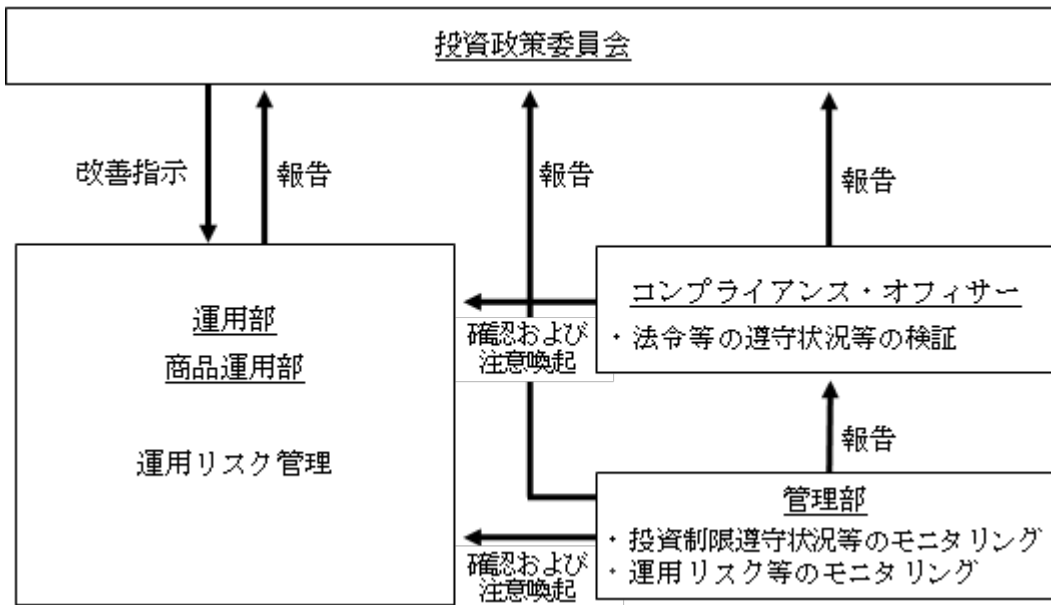 投資政策委員会
改善指示
報告
報告
報告
運用部
商品運用部
運用リスク管理
確認および
注意喚起
コンプライアンス・オフィサー
・法令等の遵守状況等の検証
報告
確認および
注意喚起
管理部
・投資制限遵守状況等のモニタリング
・運用リスク等のモニタリング